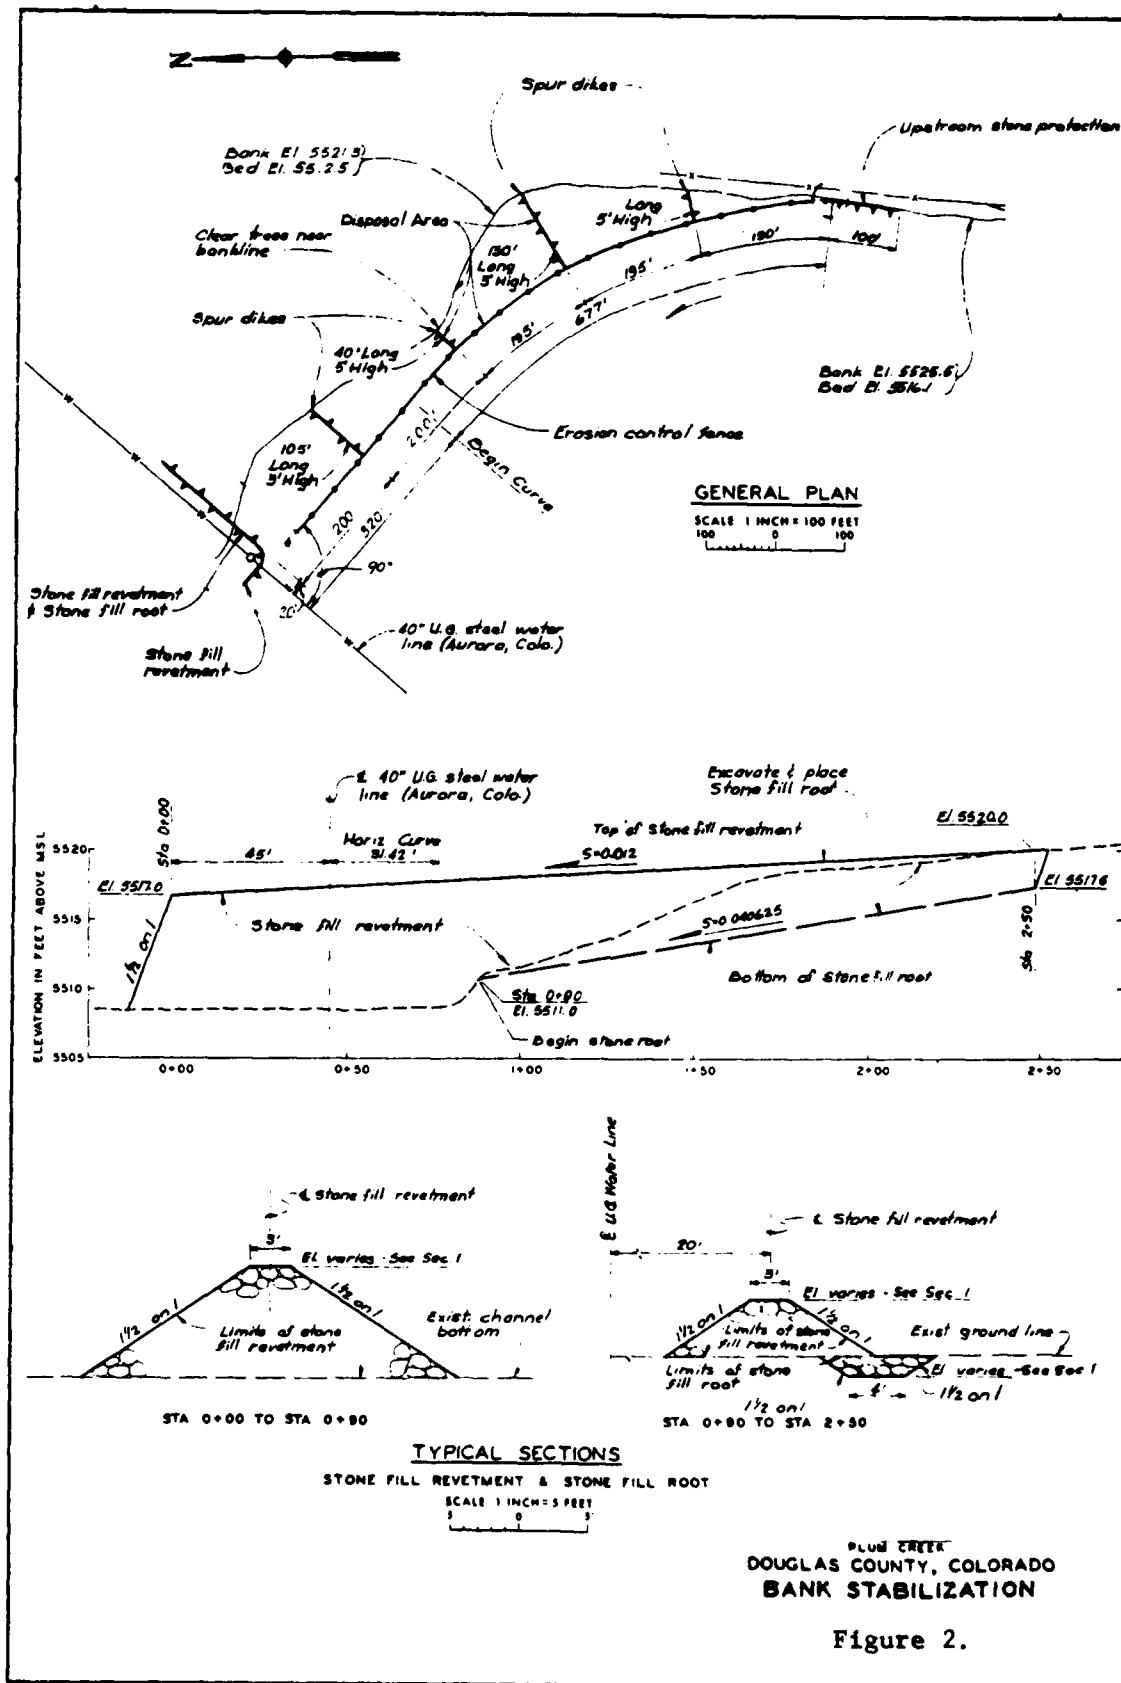 N
Spur dikes
Upstream stone protection
Bank El. 5521.3
Bed El. 55.2.5
Disposal Area
Clear trees near
bankline
Long
5' High
130'
Long
5' High
190'
100'
195'
677'
195'
Spur dikes
40' Long
5' High
Bank El. 5525.6
Bed El. 5516.1
Erosion control fence
200'
Begin Curve
105'
Long
3' High
GENERAL PLAN
SCALE 1 INCH = 100 FEET
100 0 100
200
520
90°
20'
Stone fill revetment
& Stone fill root
Stone fill
revetment
40" U.G. steel water
line (Aurora, Colo.)
℄ 40" U.G. steel water
line (Aurora, Colo.)
Excavate & place
Stone fill root
El. 5520.0
Sta 0+00
Horiz Curve
31.42'
45'
Top of Stone fill revetment
S=0.012
ELEVATION IN FEET ABOVE M.S.L.
5520
5515
5510
5505
El. 5517.0
El. 5517.6
1½ on 1
Stone fill revetment
S=0.040625
Sta 2+50
Bottom of Stone fill root
Sta 0+90
El. 5511.0
Begin stone root
0+00 0+50 1+00 1+50 2+00 2+50
℄ UG Water Line
℄ Stone fill revetment
3'
El. varies - See Sec 1
1½ on 1
1½ on 1
Limits of stone
fill revetment
Exist. channel
bottom
STA 0+00 TO STA 0+90
℄ Stone fill revetment
20'
3'
El varies - See Sec 1
1½ on 1
1½ on 1
Limits of stone
fill revetment
Exist ground line
Limits of stone
fill root
El varies - See Sec 1
4'
1½ on 1
1½ on 1
STA 0+90 TO STA 2+50
TYPICAL SECTIONS
STONE FILL REVETMENT & STONE FILL ROOT
SCALE 1 INCH = 5 FEET
5 0 5
PLUM CREEK
DOUGLAS COUNTY, COLORADO
BANK STABILIZATION
Figure 2.